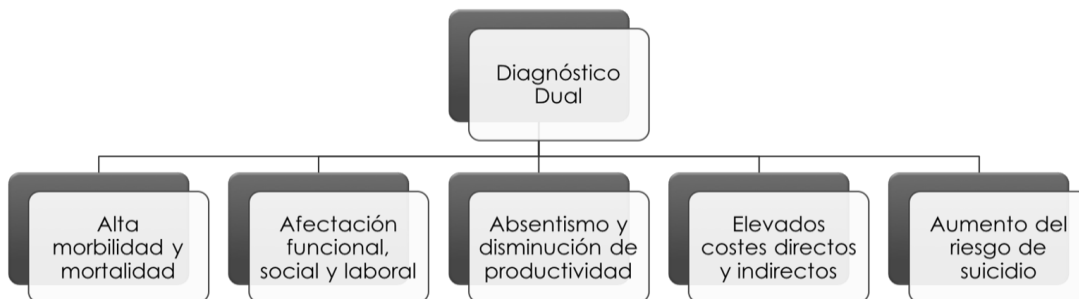 Diagnóstico
Dual
Alta
morbilidad y
mortalidad
Afectación
funcional,
social y laboral
Absentismo y
disminución de
productividad
Elevados
costes directos
y indirectos
Aumento del
riesgo de
suicidio